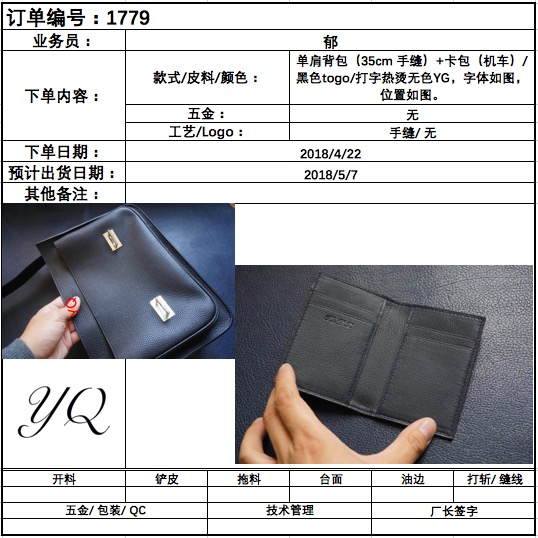 订单编号：1779
业务员： 郁
下单内容： 款式/皮料/颜色： 单肩背包（35cm 手缝）+卡包（机车）/
黑色togo/打字热烫无色YG，字体如图，
位置如图。
五金： 无
工艺/Logo： 手缝/ 无
下单日期： 2018/4/22
预计出货日期： 2018/5/7
其他备注：
YQ
开料 铲皮 拖料 台面 油边 打斩/ 缝线
五金/ 包装/ QC 技术管理 厂长签字